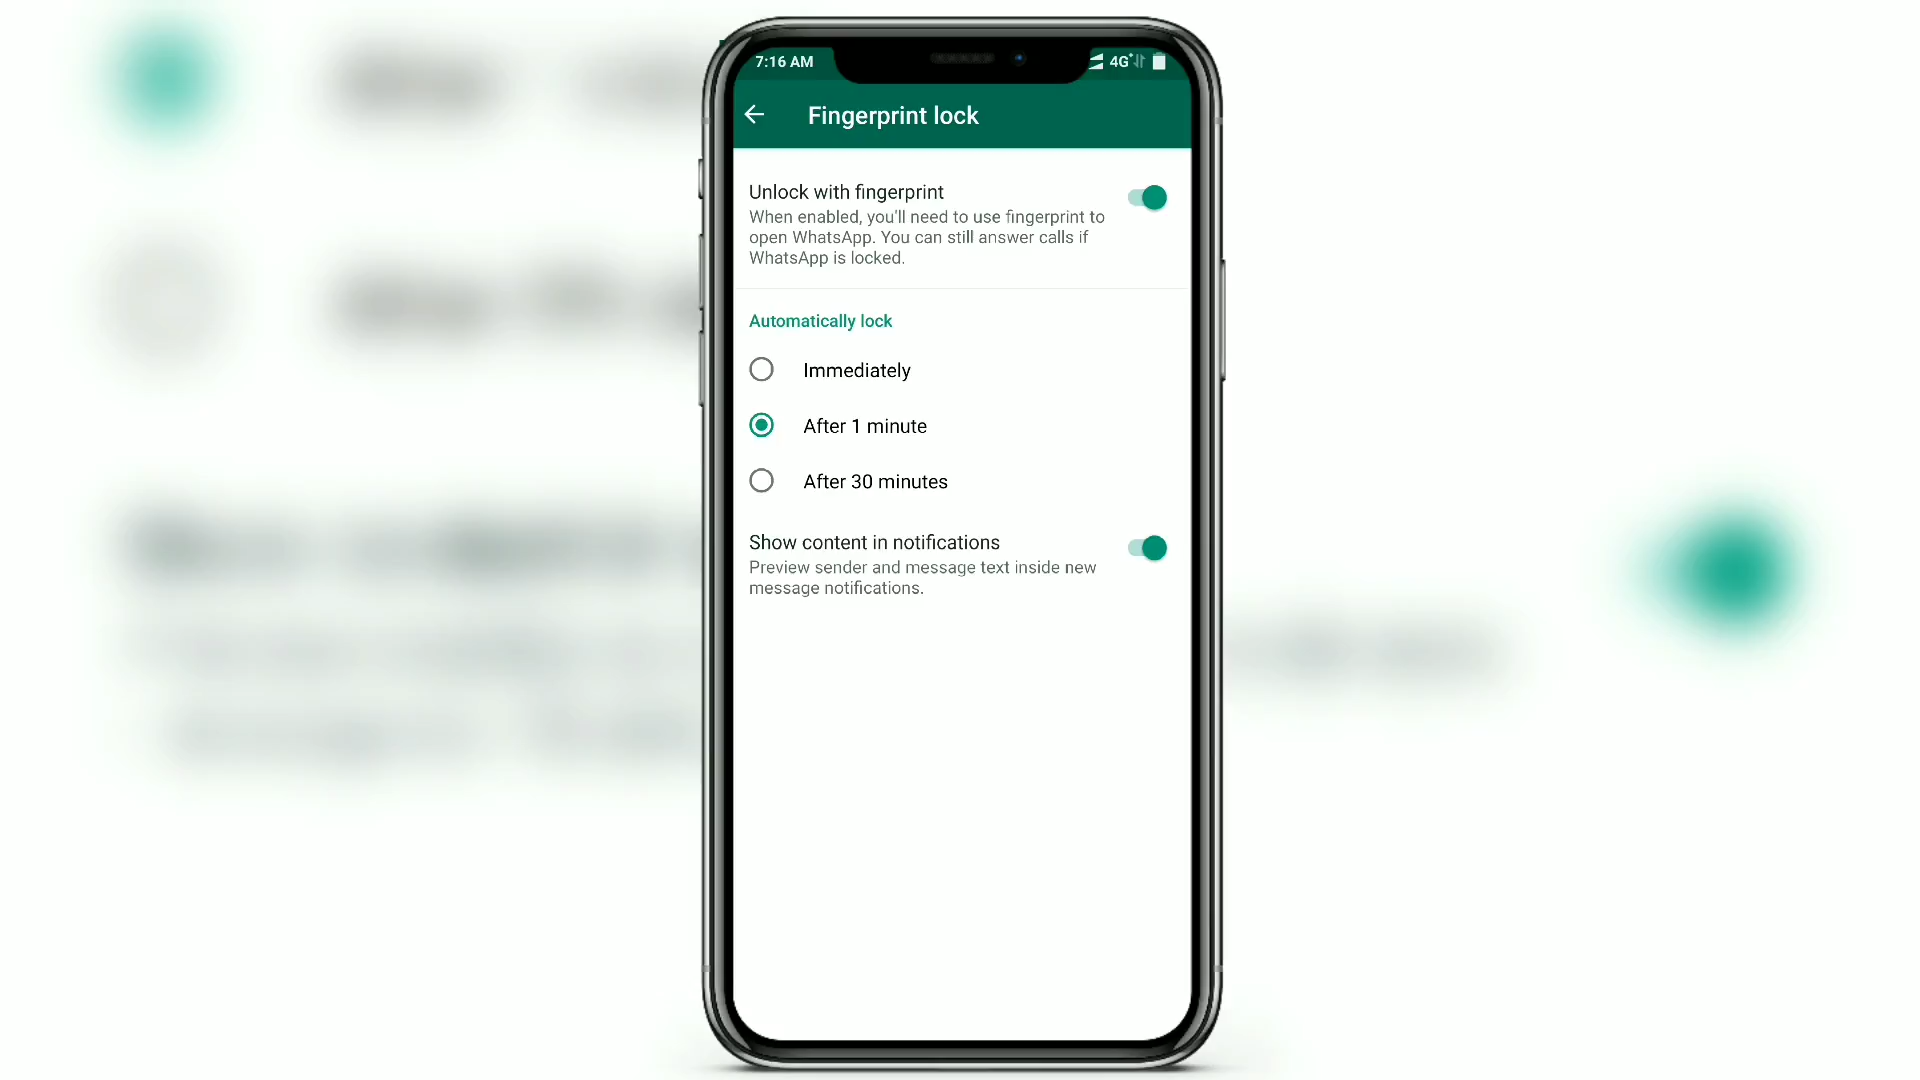 7:16 AM 4G+
Fingerprint lock
Unlock with fingerprint
When enabled, you'll need to use fingerprint to
open WhatsApp. You can still answer calls if
WhatsApp is locked.
Automatically lock
Immediately
After 1 minute
After 30 minutes
Show content in notifications
Preview sender and message text inside new
message notifications.